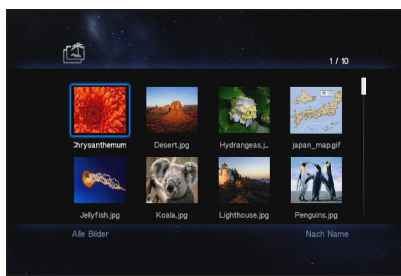 1 / 10
Chrysanthemum
Desert.jpg
Hydrangeas.j..
japan_map.gif
Jellyfish.jpg
Koala.jpg
Lighthouse.jpg
Penguins.jpg
Alle Bilder
Nach Name